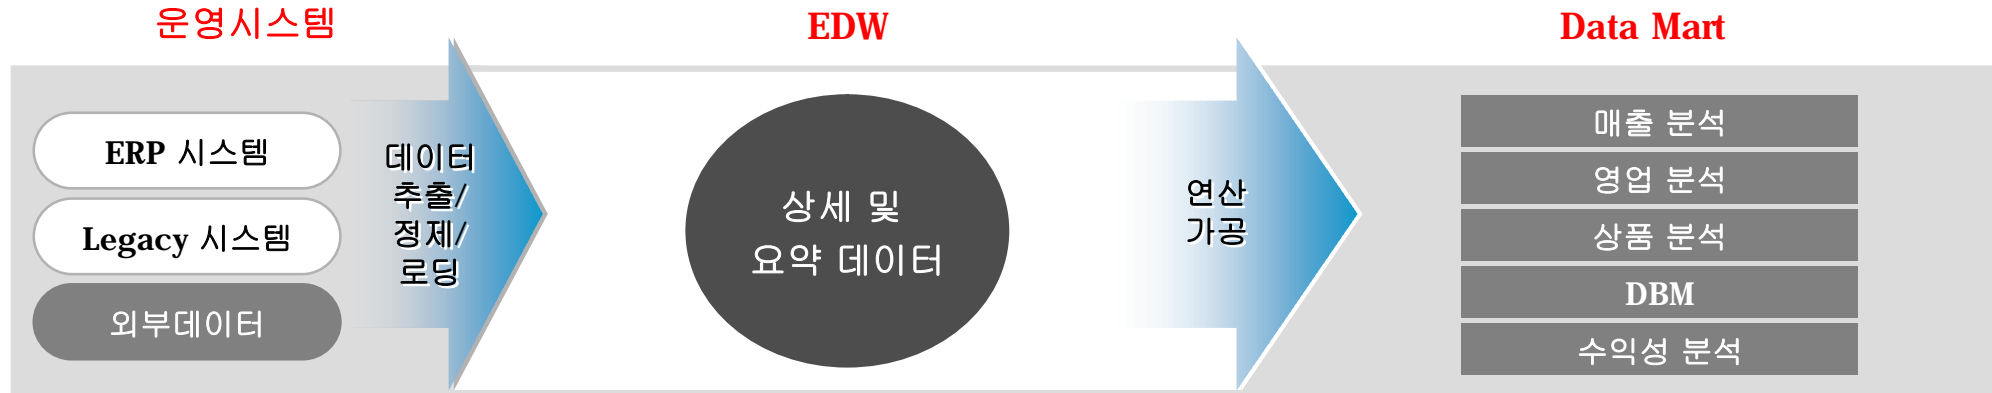 운영시스템
EDW
Data Mart
ERP 시스템
Legacy 시스템
외부데이터
데이터
추출/
정제/
로딩
상세 및
요약 데이터
연산
가공
매출 분석
영업 분석
상품 분석
DBM
수익성 분석